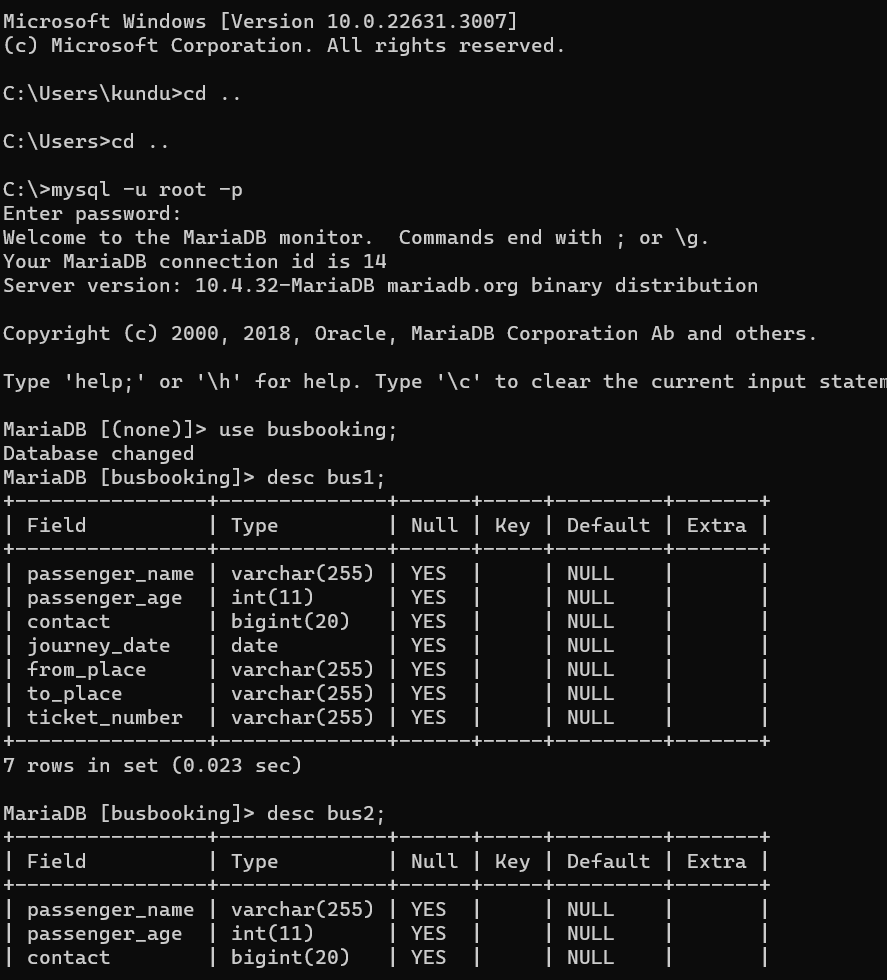 Microsoft Windows [Version 10.0.22631.3007]
(c) Microsoft Corporation. All rights reserved.
C:\Users\kundu>cd ..
C:\Users>cd ..
C:\>mysql -u root -p
Enter password:
Welcome to the MariaDB monitor.  Commands end with ; or \g.
Your MariaDB connection id is 14
Server version: 10.4.32-MariaDB mariadb.org binary distribution
Copyright (c) 2000, 2018, Oracle, MariaDB Corporation Ab and others.
Type 'help;' or '\h' for help. Type '\c' to clear the current input statem
MariaDB [(none)]> use busbooking;
Database changed
MariaDB [busbooking]> desc bus1;
+----------------+--------------+------+-----+---------+-------+
| Field          | Type         | Null | Key | Default | Extra |
+----------------+--------------+------+-----+---------+-------+
| passenger_name | varchar(255) | YES  |     | NULL    |       |
| passenger_age  | int(11)      | YES  |     | NULL    |       |
| contact        | bigint(20)   | YES  |     | NULL    |       |
| journey_date   | date         | YES  |     | NULL    |       |
| from_place     | varchar(255) | YES  |     | NULL    |       |
| to_place       | varchar(255) | YES  |     | NULL    |       |
| ticket_number  | varchar(255) | YES  |     | NULL    |       |
+----------------+--------------+------+-----+---------+-------+
7 rows in set (0.023 sec)
MariaDB [busbooking]> desc bus2;
+----------------+--------------+------+-----+---------+-------+
| Field          | Type         | Null | Key | Default | Extra |
+----------------+--------------+------+-----+---------+-------+
| passenger_name | varchar(255) | YES  |     | NULL    |       |
| passenger_age  | int(11)      | YES  |     | NULL    |       |
| contact        | bigint(20)   | YES  |     | NULL    |       |